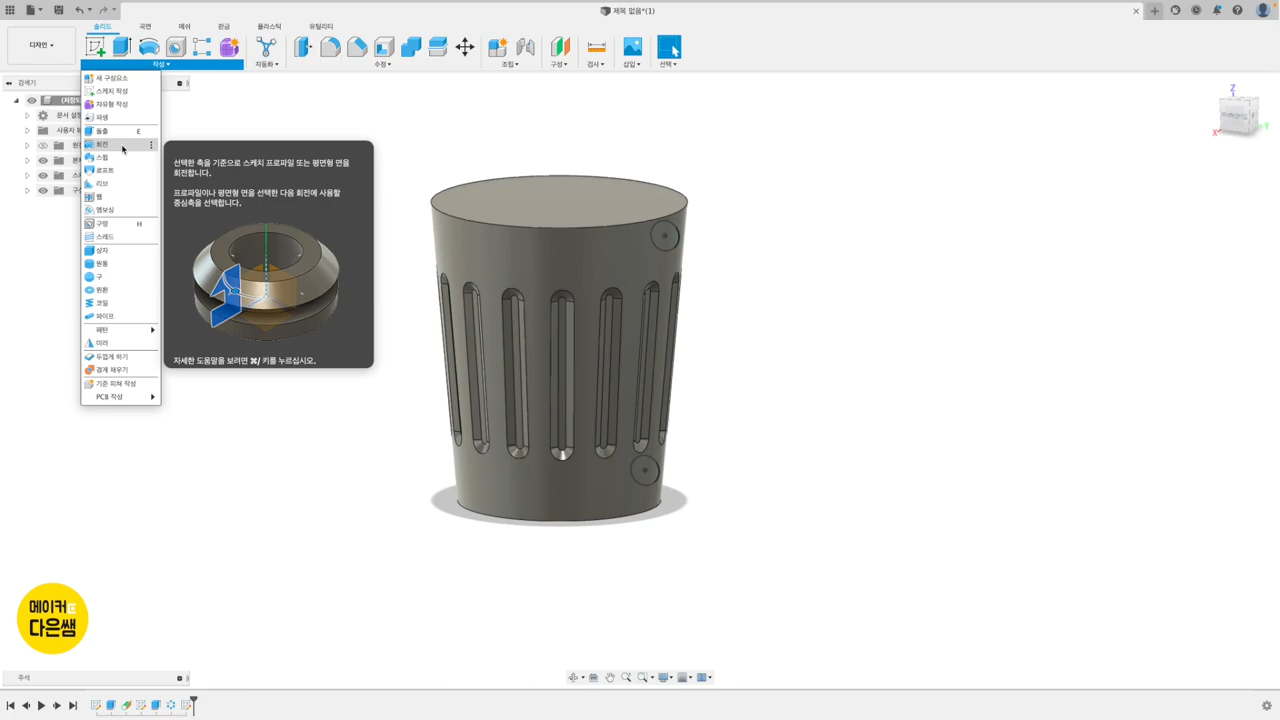 제목 없음*(1)
디자인
솔리드
곡면
메쉬
판금
플라스틱
유틸리티
작성
자동화
수정
조립
구성
검사
삽입
선택
검색기
문서 설정
새 구성요소
스케치 작성
자유형 작성
파생
돌출 E
회전
스윕
로프트
리브
웹
엠보싱
구멍 H
스레드
상자
원통
구
원환
코일
파이프
패턴
미러
두껍게 하기
경계 채우기
기준 피쳐 작성
PCB 작성
선택한 축을 기준으로 스케치 프로파일 또는 평면형 면을
회전합니다.
프로파일이나 평면형 면을 선택한 다음 회전에 사용할
중심축을 선택합니다.
자세한 도움말을 보려면 ⌘/ 키를 누르십시오.
Z
X
Y
메이커
다은쌤
주석